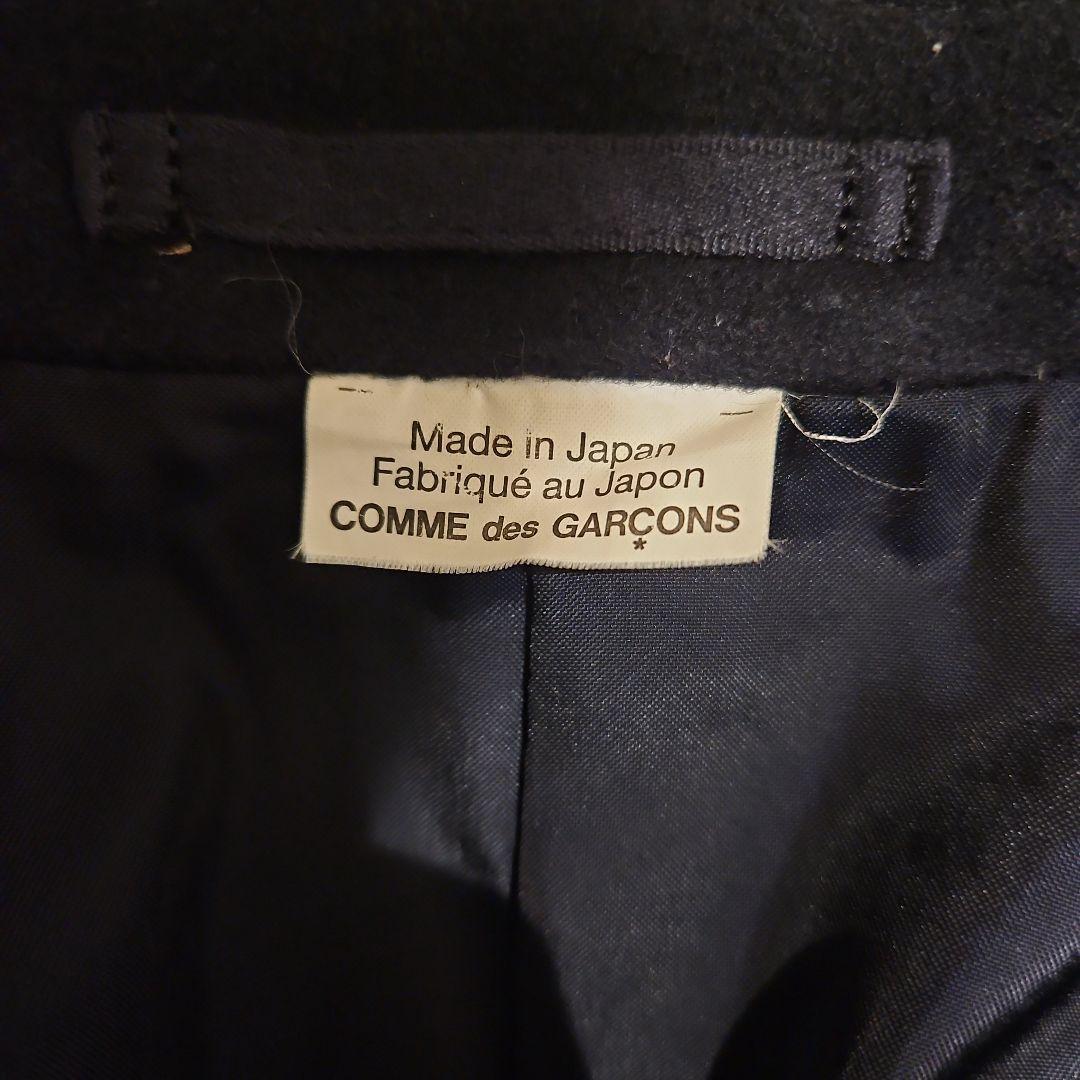 Made in Japan
Fabriqué au Japon
COMME des GARÇONS
*